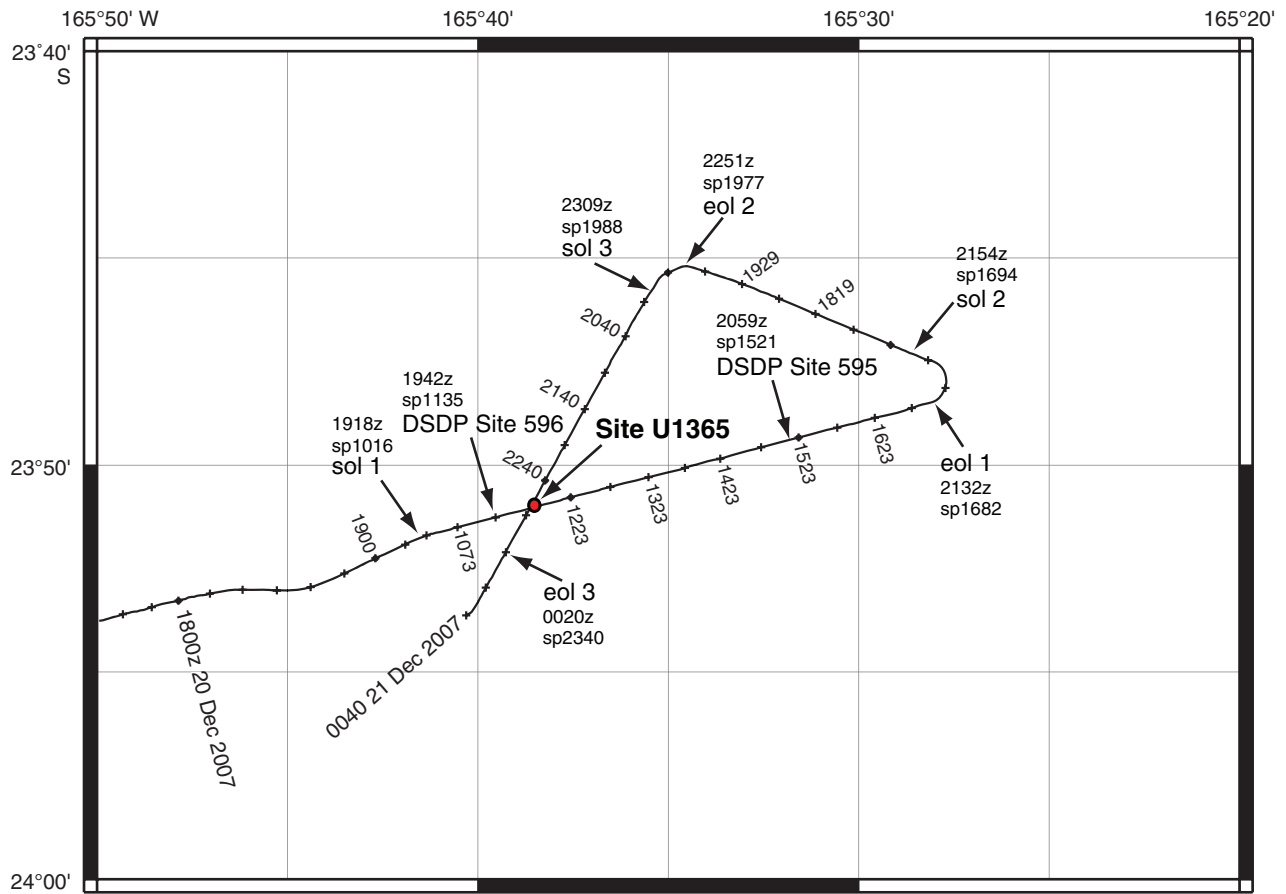 165°50' W
165°40'
165°30'
165°20'
23°40'
S
2251z
sp1977
eol 2
2309z
sp1988
sol 3
1929
2154z
sp1694
sol 2
1819
2059z
sp1521
DSDP Site 595
2040
1942z
sp1135
DSDP Site 596
2140
Site U1365
1918z
sp1016
sol 1
2240
1623
1523
eol 1
2132z
sp1682
23°50'
1423
1323
1223
1900
1073
eol 3
0020z
sp2340
1800z 20 Dec 2007
0040 21 Dec 2007
24°00'